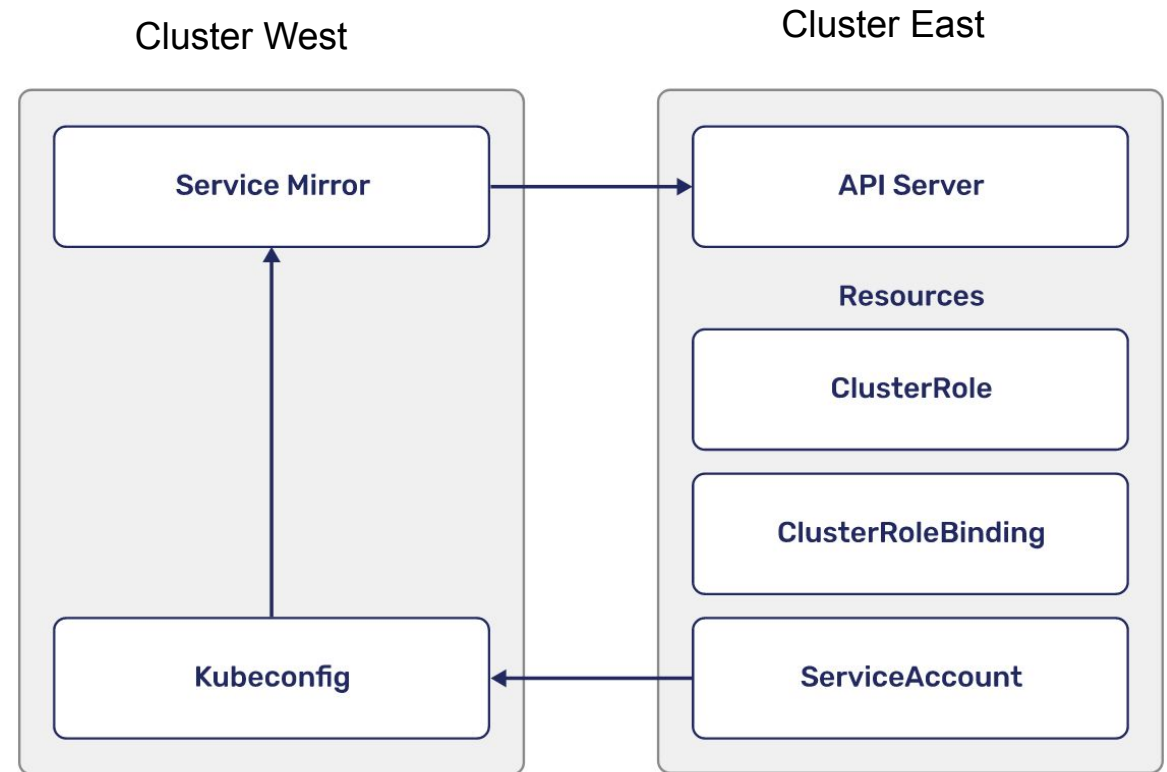 Cluster West
Cluster East
Service Mirror
API Server
Resources
ClusterRole
ClusterRoleBinding
Kubeconfig
ServiceAccount